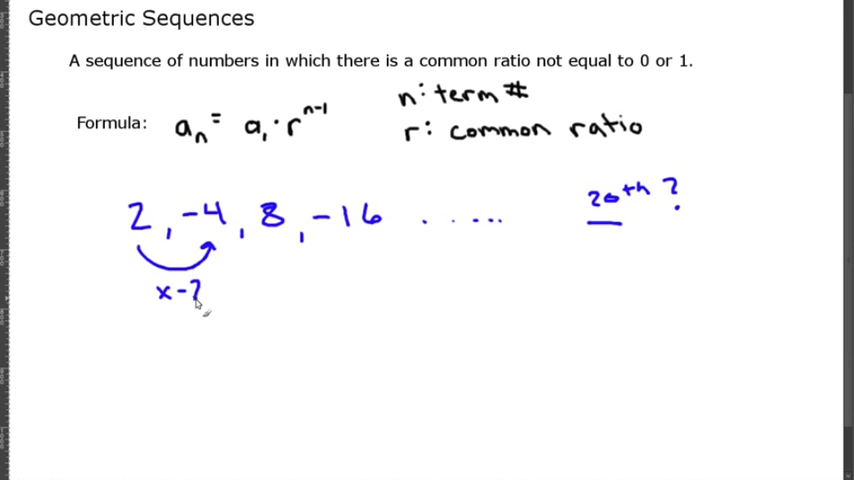 Geometric Sequences
A sequence of numbers in which there is a common ratio not equal to 0 or 1.
Formula: aₙ = a₁ · rⁿ⁻¹
n: term #
r: common ratio
2, -4, 8, -16 ...... 20th ?